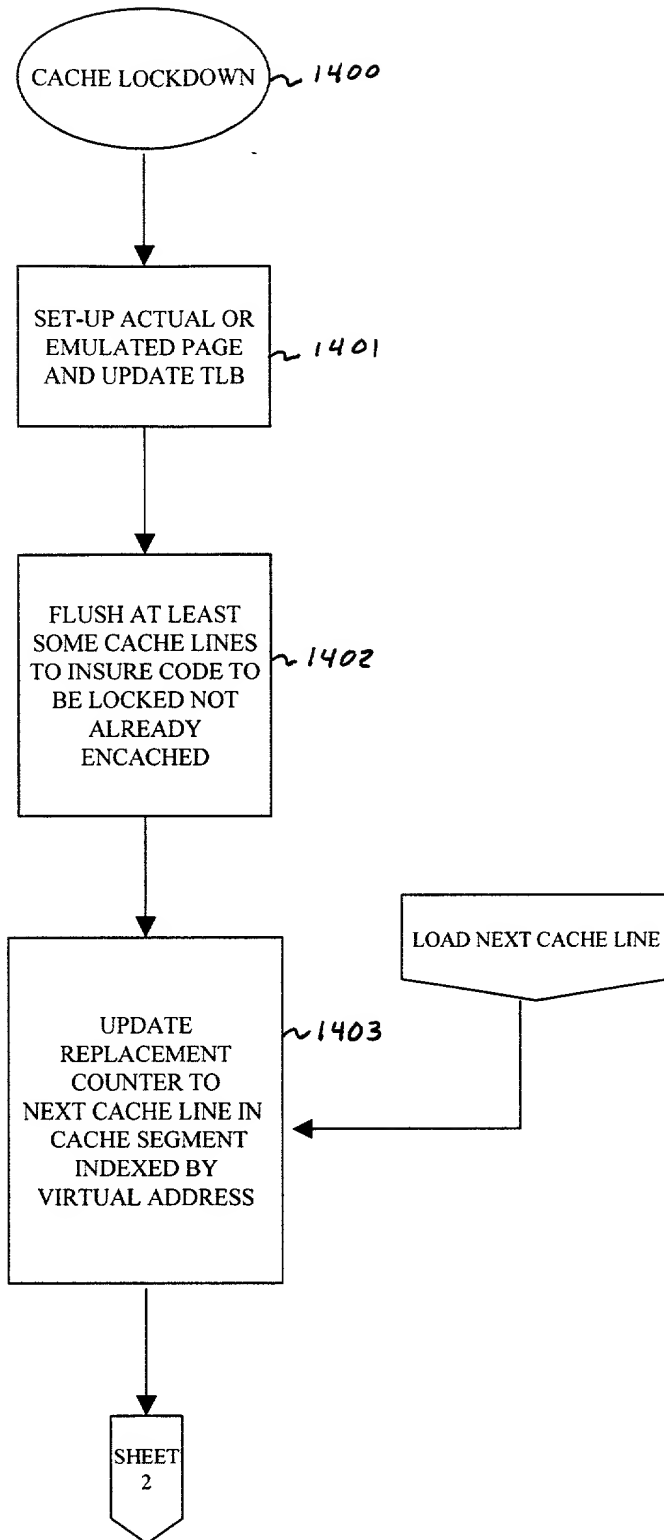 CACHE LOCKDOWN
1400
SET-UP ACTUAL OR
EMULATED PAGE
AND UPDATE TLB
1401
FLUSH AT LEAST
SOME CACHE LINES
TO INSURE CODE TO
BE LOCKED NOT
ALREADY
ENCACHED
1402
LOAD NEXT CACHE LINE
UPDATE
REPLACEMENT
COUNTER TO
NEXT CACHE LINE IN
CACHE SEGMENT
INDEXED BY
VIRTUAL ADDRESS
1403
SHEET
2